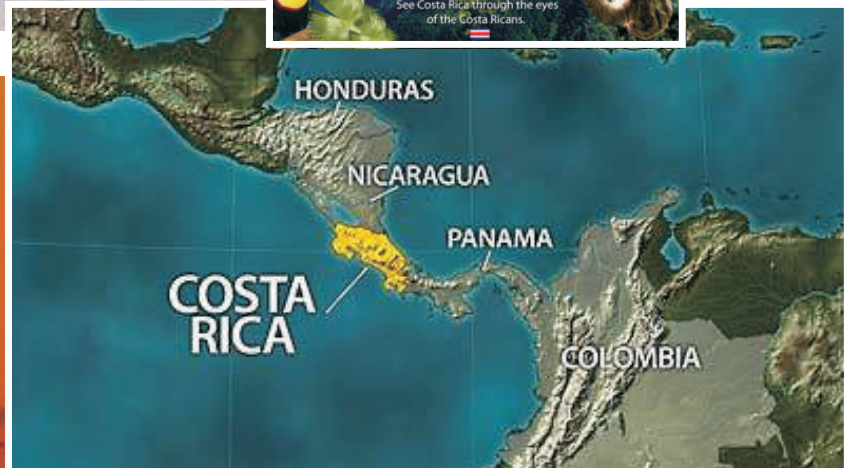 See Costa Rica through the eyes
of the Costa Ricans.
HONDURAS
NICARAGUA
PANAMA
COSTA
RICA
COLOMBIA